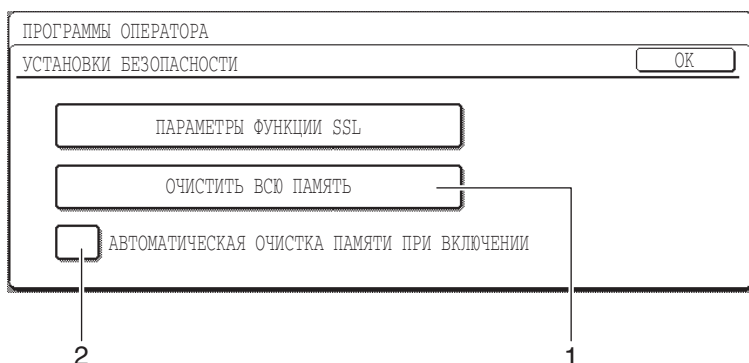 ПРОГРАММЫ ОПЕРАТОРА
УСТАНОВКИ БЕЗОПАСНОСТИ OK
ПАРАМЕТРЫ ФУНКЦИИ SSL
ОЧИСТИТЬ ВСЮ ПАМЯТЬ
АВТОМАТИЧЕСКАЯ ОЧИСТКА ПАМЯТИ ПРИ ВКЛЮЧЕНИИ
2 1